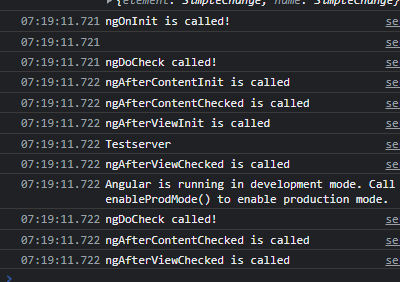 ▶{element: SimpleChange, name: SimpleChange}
07:19:11.721 ngOnInit is called! se
07:19:11.721 se
07:19:11.722 ngDoCheck called! se
07:19:11.722 ngAfterContentInit is called se
07:19:11.722 ngAfterContentChecked is called se
07:19:11.722 ngAfterViewInit is called se
07:19:11.722 Testserver se
07:19:11.722 ngAfterViewChecked is called se
07:19:11.722 Angular is running in development mode. Call se
enableProdMode() to enable production mode.
07:19:11.722 ngDoCheck called! se
07:19:11.722 ngAfterContentChecked is called se
07:19:11.722 ngAfterViewChecked is called se
>